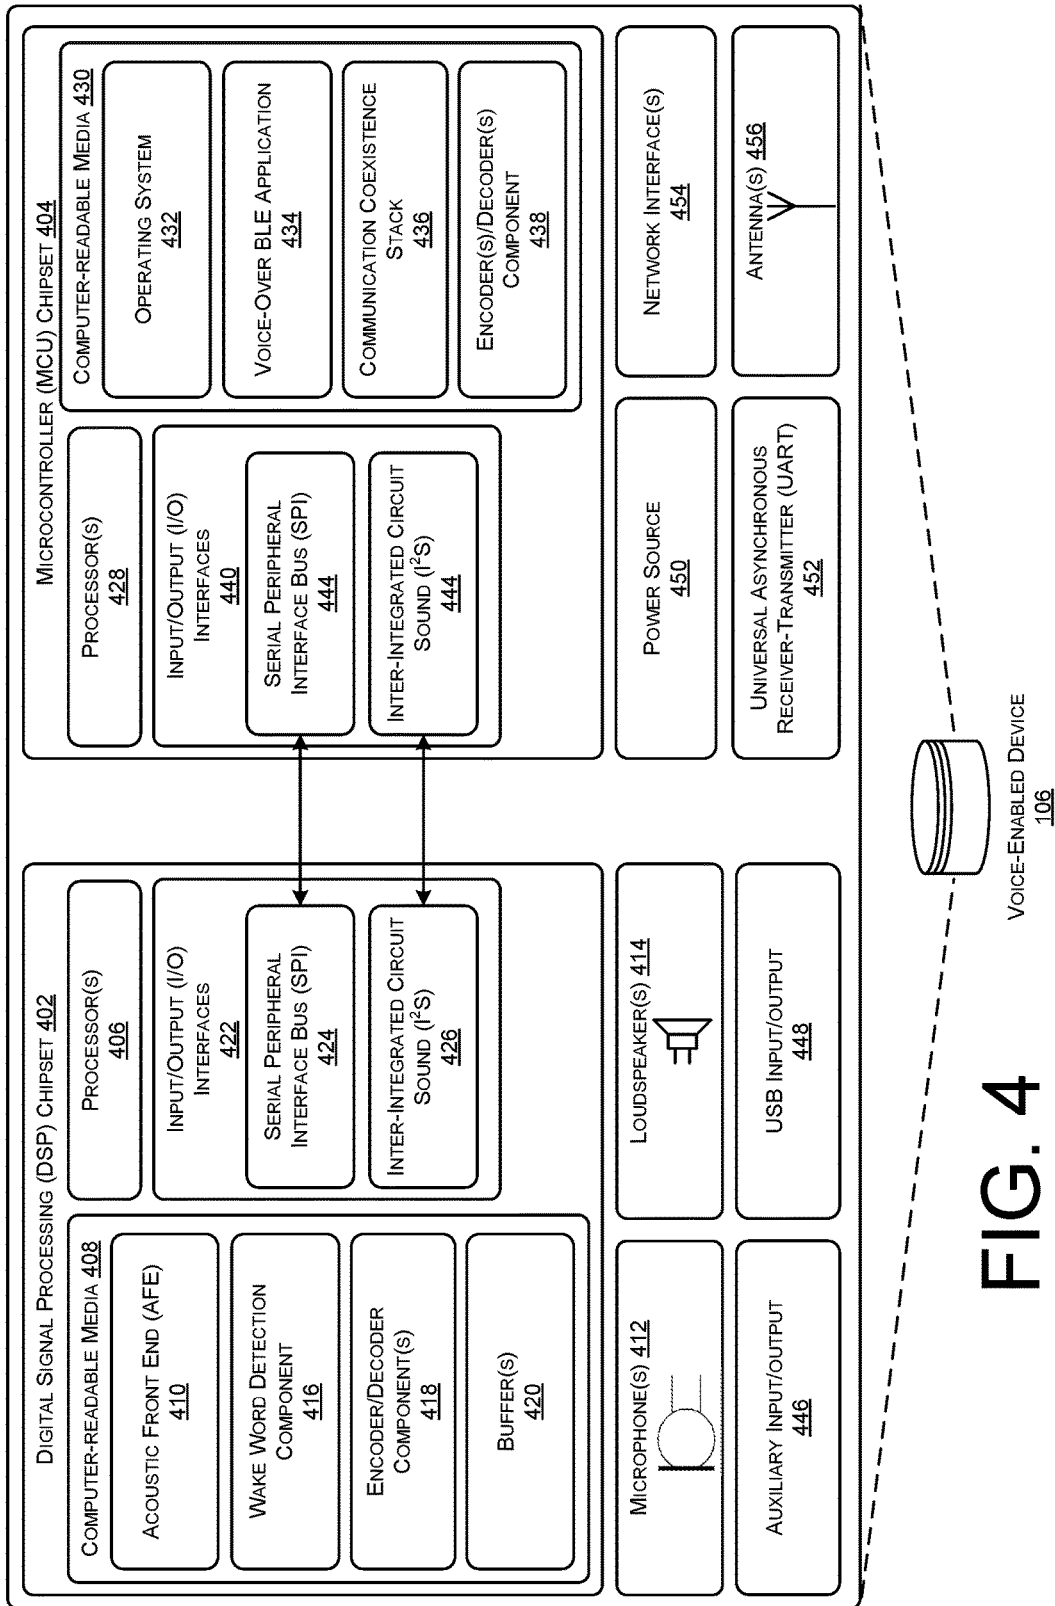 DIGITAL SIGNAL PROCESSING (DSP) CHIPSET 402
COMPUTER-READABLE MEDIA 408
ACOUSTIC FRONT END (AFE)
410
WAKE WORD DETECTION
COMPONENT
416
ENCODER/DECODER
COMPONENT(S)
418
BUFFER(S)
420
PROCESSOR(S)
406
INPUT/OUTPUT (I/O)
INTERFACES
422
SERIAL PERIPHERAL
INTERFACE BUS (SPI)
424
INTER-INTEGRATED CIRCUIT
SOUND (I²S)
426
MICROCONTROLLER (MCU) CHIPSET 404
PROCESSOR(S)
428
INPUT/OUTPUT (I/O)
INTERFACES
440
SERIAL PERIPHERAL
INTERFACE BUS (SPI)
444
INTER-INTEGRATED CIRCUIT
SOUND (I²S)
444
COMPUTER-READABLE MEDIA 430
OPERATING SYSTEM
432
VOICE-OVER BLE APPLICATION
434
COMMUNICATION COEXISTENCE
STACK
436
ENCODER(S)/DECODER(S)
COMPONENT
438
MICROPHONE(S) 412
LOUDSPEAKER(S) 414
POWER SOURCE
450
NETWORK INTERFACE(S)
454
AUXILIARY INPUT/OUTPUT
446
USB INPUT/OUTPUT
448
UNIVERSAL ASYNCHRONOUS
RECEIVER-TRANSMITTER (UART)
452
ANTENNA(S) 456
VOICE-ENABLED DEVICE
106
FIG. 4